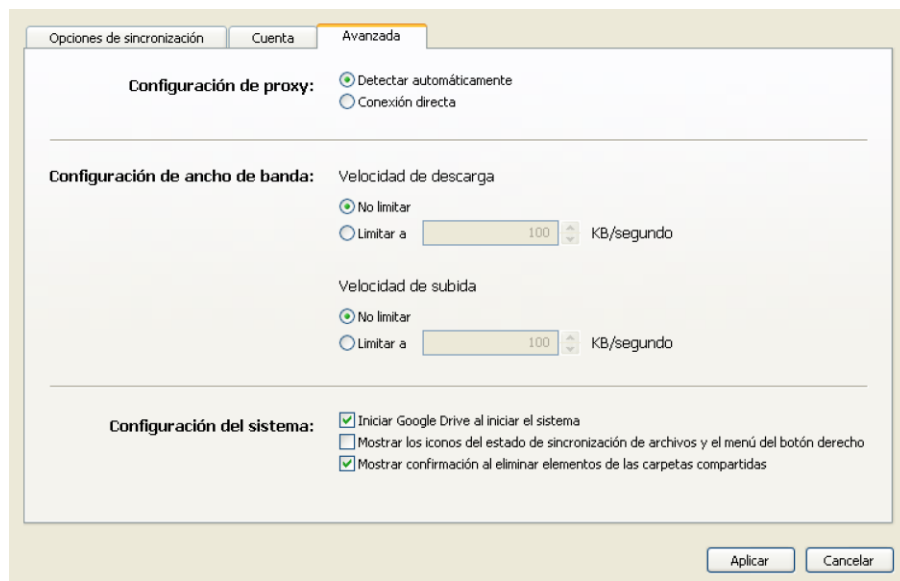 Opciones de sincronización Cuenta Avanzada
Configuración de proxy: Detectar automáticamente
Conexión directa
Configuración de ancho de banda: Velocidad de descarga
No limitar
Limitar a 100 KB/segundo
Velocidad de subida
No limitar
Limitar a 100 KB/segundo
Configuración del sistema: Iniciar Google Drive al iniciar el sistema
Mostrar los iconos del estado de sincronización de archivos y el menú del botón derecho
Mostrar confirmación al eliminar elementos de las carpetas compartidas
Aplicar Cancelar